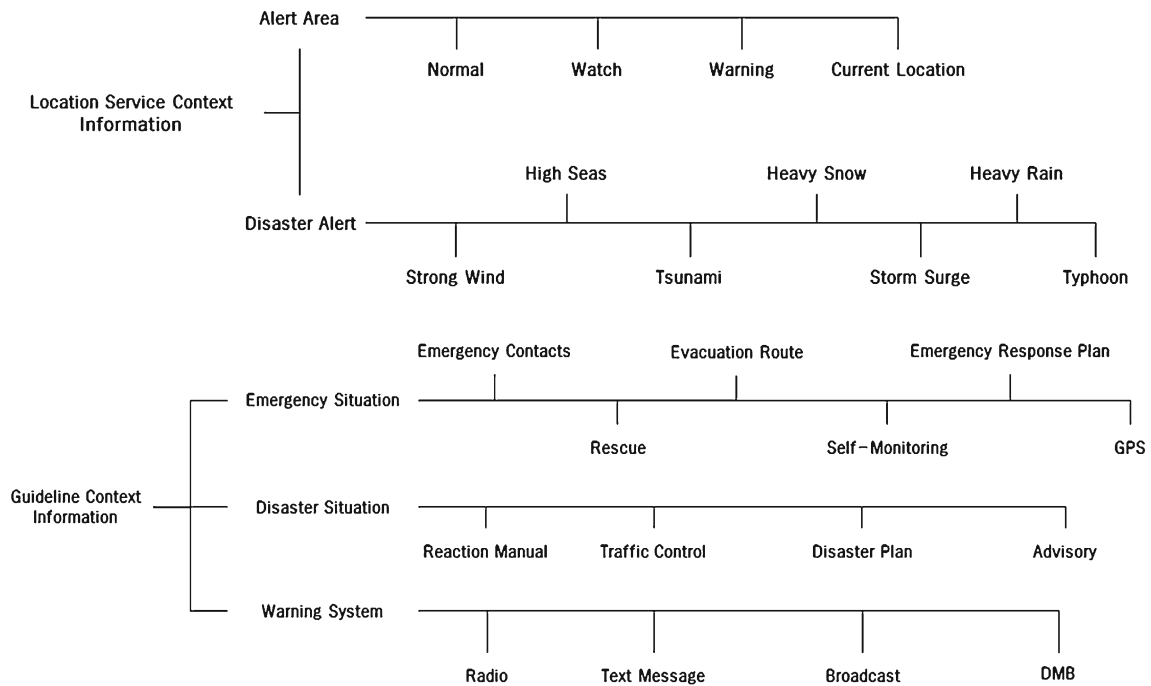 Alert Area
Normal
Watch
Warning
Current Location
Location Service Context
Information
High Seas
Heavy Snow
Heavy Rain
Disaster Alert
Strong Wind
Tsunami
Storm Surge
Typhoon
Emergency Contacts
Evacuation Route
Emergency Response Plan
Emergency Situation
Rescue
Self-Monitoring
GPS
Guideline Context
Information
Disaster Situation
Reaction Manual
Traffic Control
Disaster Plan
Advisory
Warning System
Radio
Text Message
Broadcast
DMB